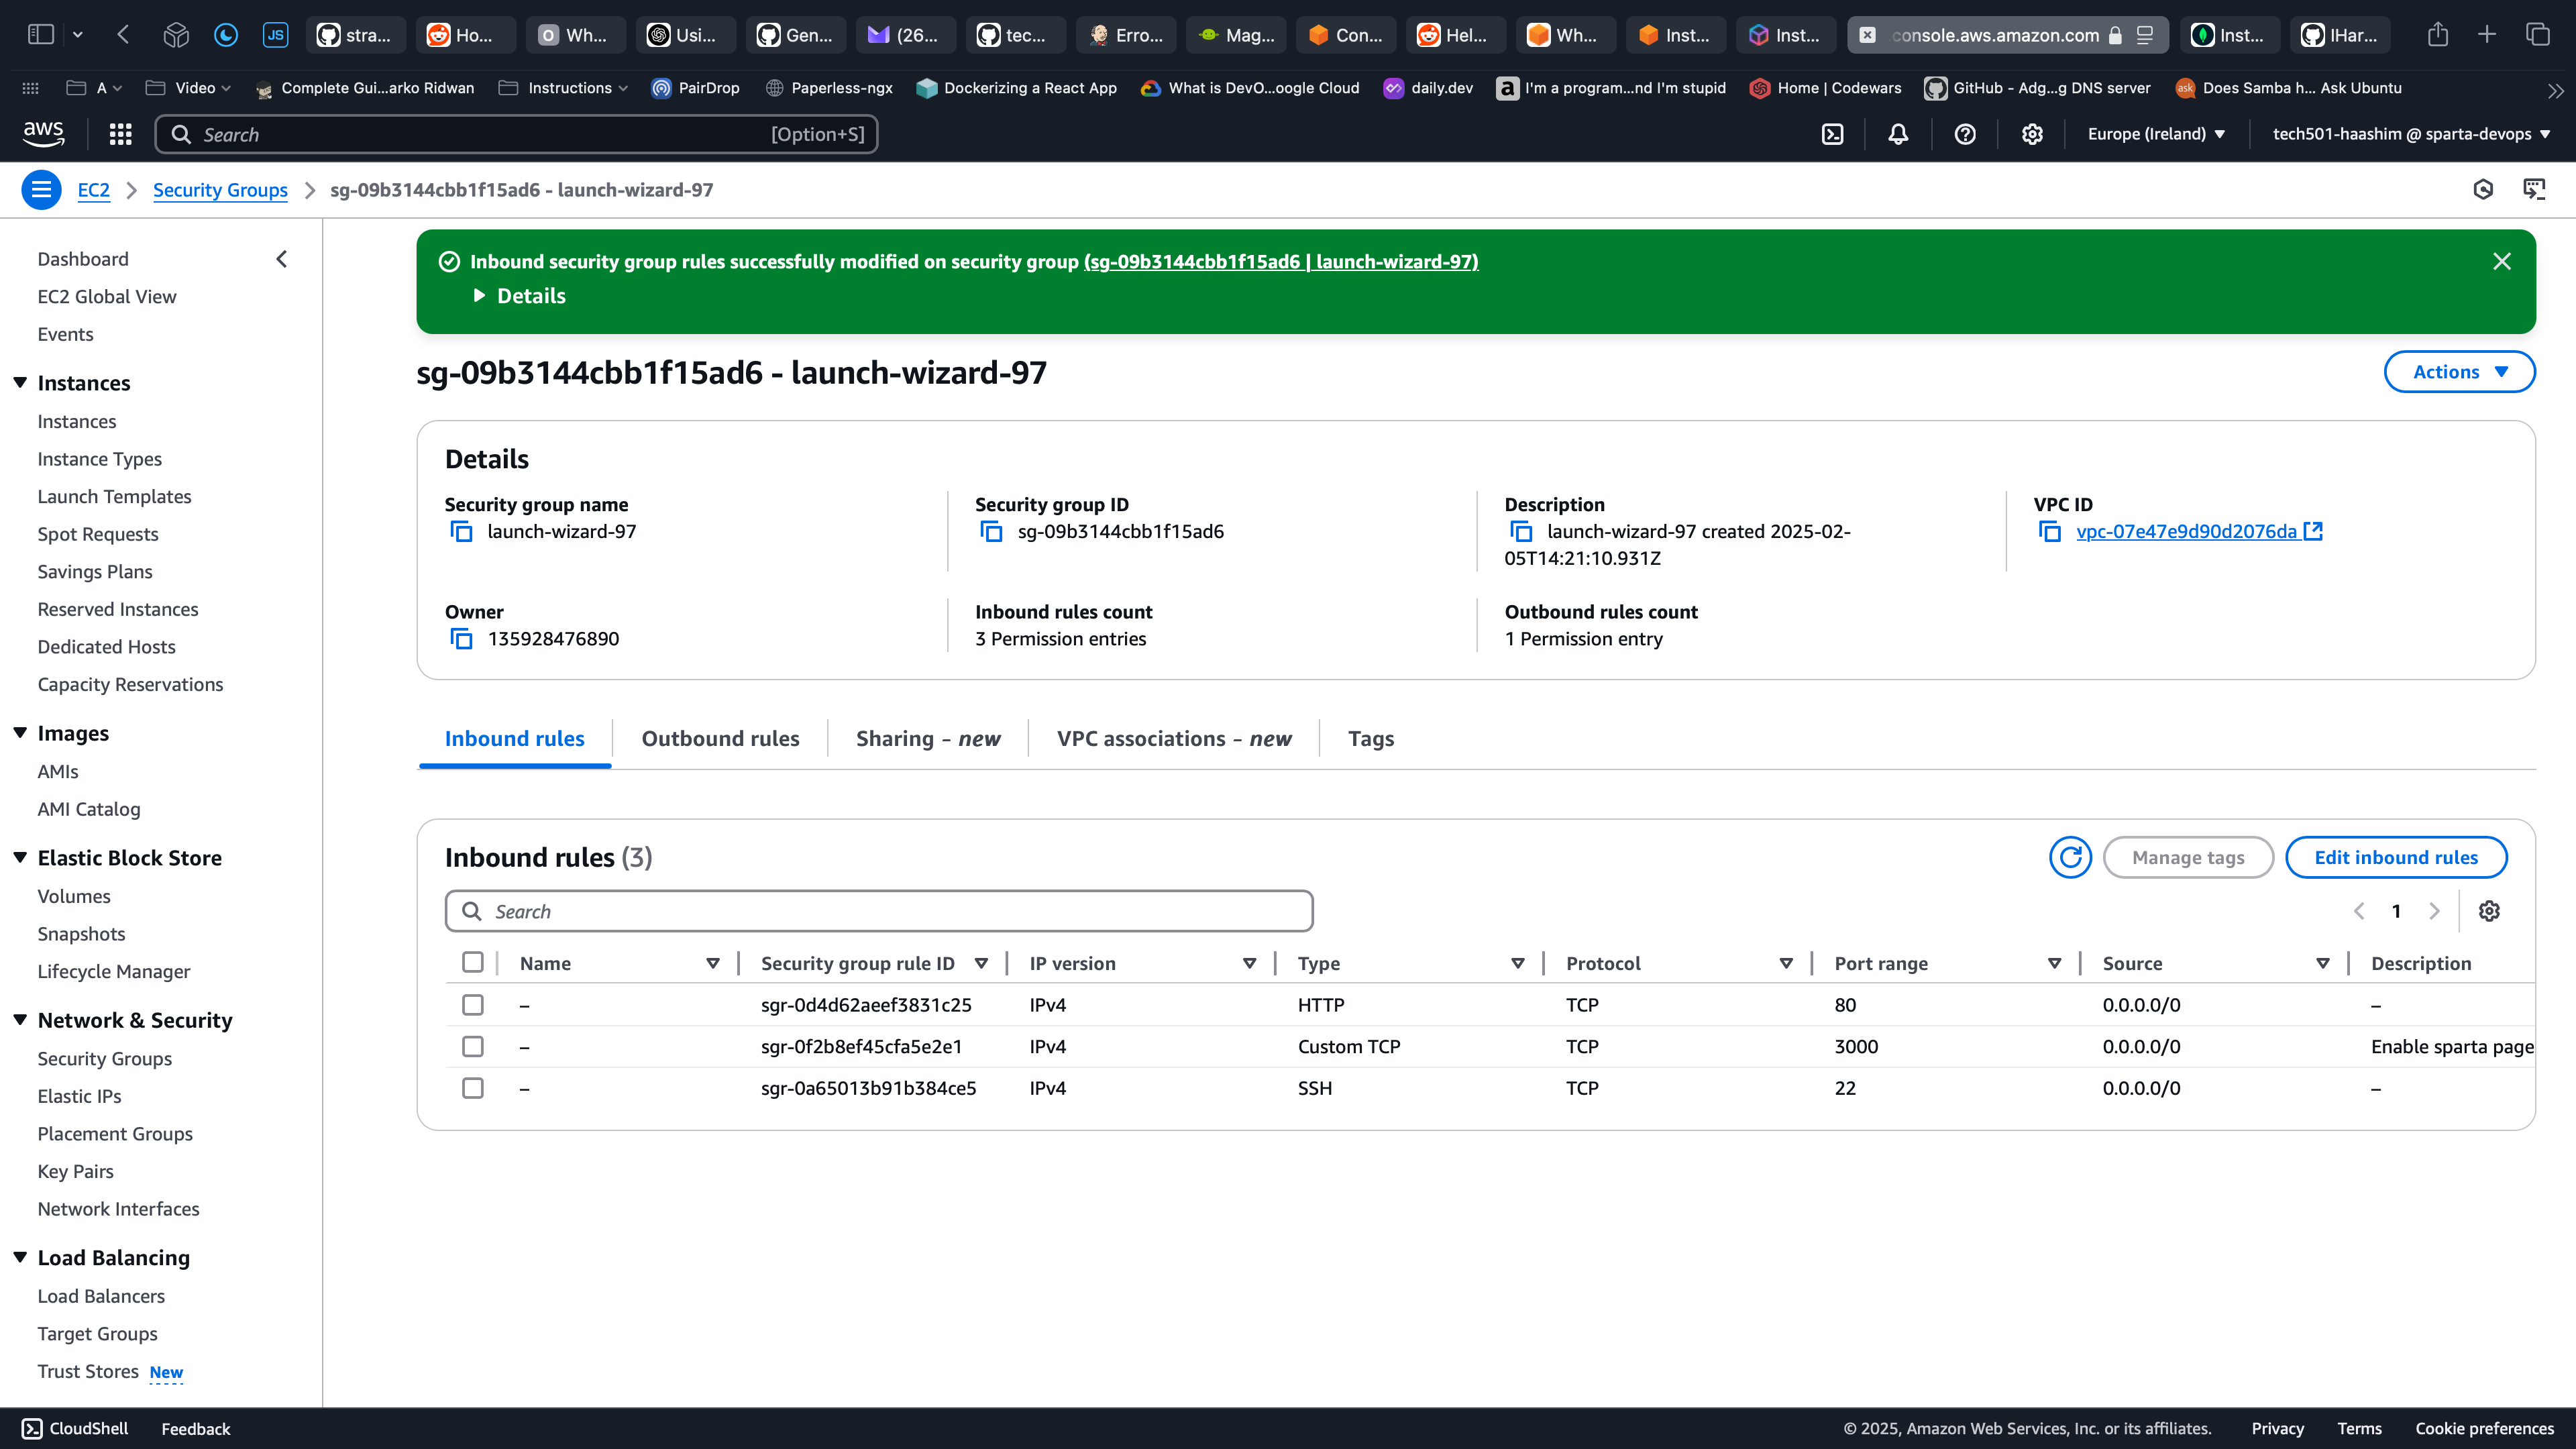 stra...
Ho...
Wh...
Usi...
Gen...
(26...
tec...
Erro...
Mag...
Con...
Hel...
Wh...
Inst...
Inst...
console.aws.amazon.com
Inst...
IHar...
A
Video
Complete Gui...arko Ridwan
Instructions
PairDrop
Paperless-ngx
Dockerizing a React App
What is DevO...oogle Cloud
daily.dev
I'm a program...nd I'm stupid
Home | Codewars
GitHub - Adg...g DNS server
Does Samba h... Ask Ubuntu
aws
Search
[Option+S]
Europe (Ireland)
tech501-haashim @ sparta-devops
EC2
Security Groups
sg-09b3144cbb1f15ad6 - launch-wizard-97
Dashboard
EC2 Global View
Events
Instances
Instances
Instance Types
Launch Templates
Spot Requests
Savings Plans
Reserved Instances
Dedicated Hosts
Capacity Reservations
Images
AMIs
AMI Catalog
Elastic Block Store
Volumes
Snapshots
Lifecycle Manager
Network & Security
Security Groups
Elastic IPs
Placement Groups
Key Pairs
Network Interfaces
Load Balancing
Load Balancers
Target Groups
Trust Stores New
Inbound security group rules successfully modified on security group (sg-09b3144cbb1f15ad6 | launch-wizard-97)
Details
sg-09b3144cbb1f15ad6 - launch-wizard-97
Actions
Details
Security group name
launch-wizard-97
Security group ID
sg-09b3144cbb1f15ad6
Description
launch-wizard-97 created 2025-02-
05T14:21:10.931Z
VPC ID
vpc-07e47e9d90d2076da
Owner
135928476890
Inbound rules count
3 Permission entries
Outbound rules count
1 Permission entry
Inbound rules
Outbound rules
Sharing - new
VPC associations - new
Tags
Inbound rules (3)
Manage tags
Edit inbound rules
Search
1
Name Security group rule ID IP version Type Protocol Port range Source Description
– sgr-0d4d62aeef3831c25 IPv4 HTTP TCP 80 0.0.0.0/0 –
– sgr-0f2b8ef45cfa5e2e1 IPv4 Custom TCP TCP 3000 0.0.0.0/0 Enable sparta page
– sgr-0a65013b91b384ce5 IPv4 SSH TCP 22 0.0.0.0/0 –
CloudShell
Feedback
© 2025, Amazon Web Services, Inc. or its affiliates.
Privacy
Terms
Cookie preferences